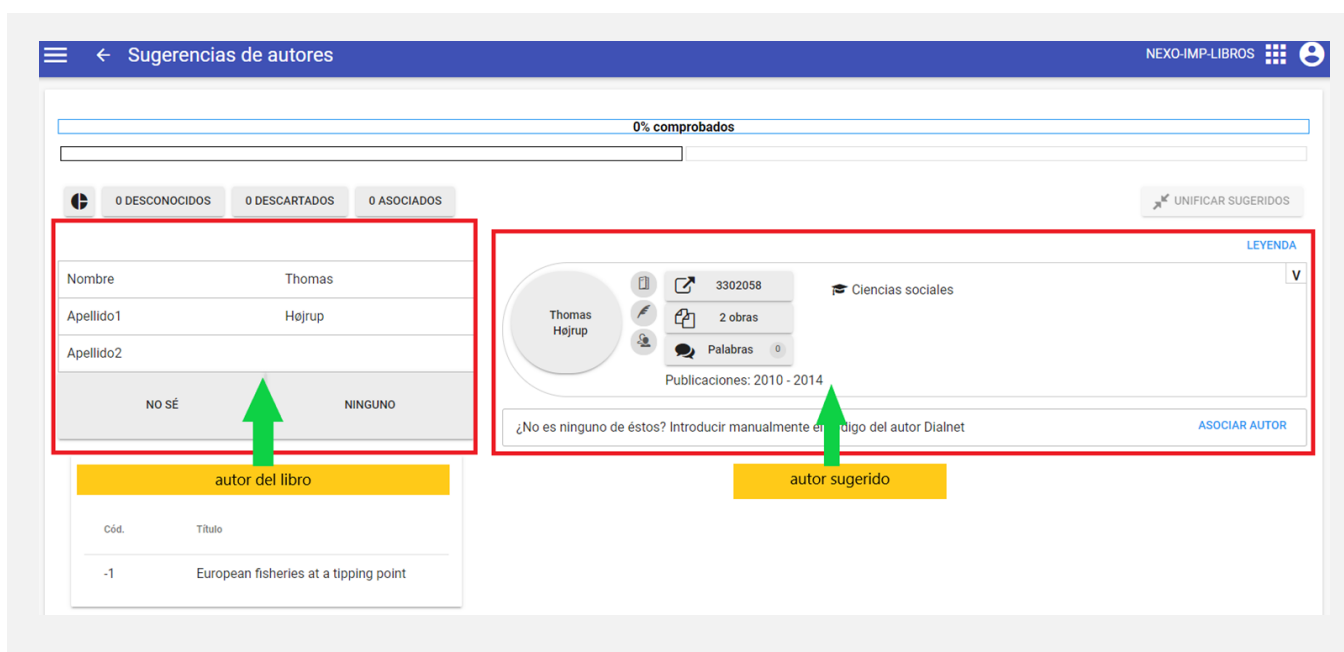 Sugerencias de autores
NEXO-IMP-LIBROS
0% comprobados
0 DESCONOCIDOS
0 DESCARTADOS
0 ASOCIADOS
UNIFICAR SUGERIDOS
Nombre Thomas
Apellido1 Højrup
Apellido2
NO SÉ
NINGUNO
autor del libro
Cód. Título
-1 European fisheries at a tipping point
LEYENDA
V
Thomas
Højrup
3302058
2 obras
Palabras 0
Publicaciones: 2010 - 2014
Ciencias sociales
¿No es ninguno de éstos? Introducir manualmente el digo del autor Dialnet
ASOCIAR AUTOR
autor sugerido